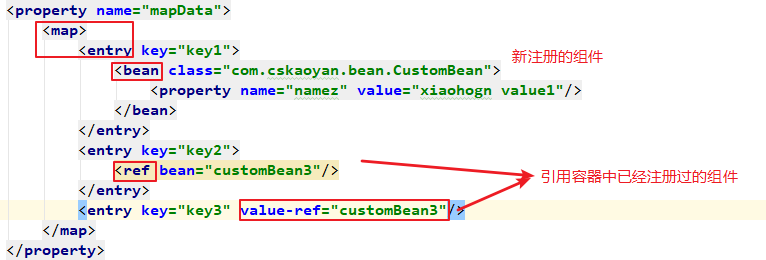 <property name="mapData">
<map>
<entry key="key1">
<bean class="com.cskaoyan.bean.CustomBean"> 新注册的组件
<property name="namez" value="xiaohogn value1"/>
</bean>
</entry>
<entry key="key2">
<ref bean="customBean3"/>
</entry>
引用容器中已经注册过的组件
<entry key="key3" value-ref="customBean3"/>
</map>
</property>